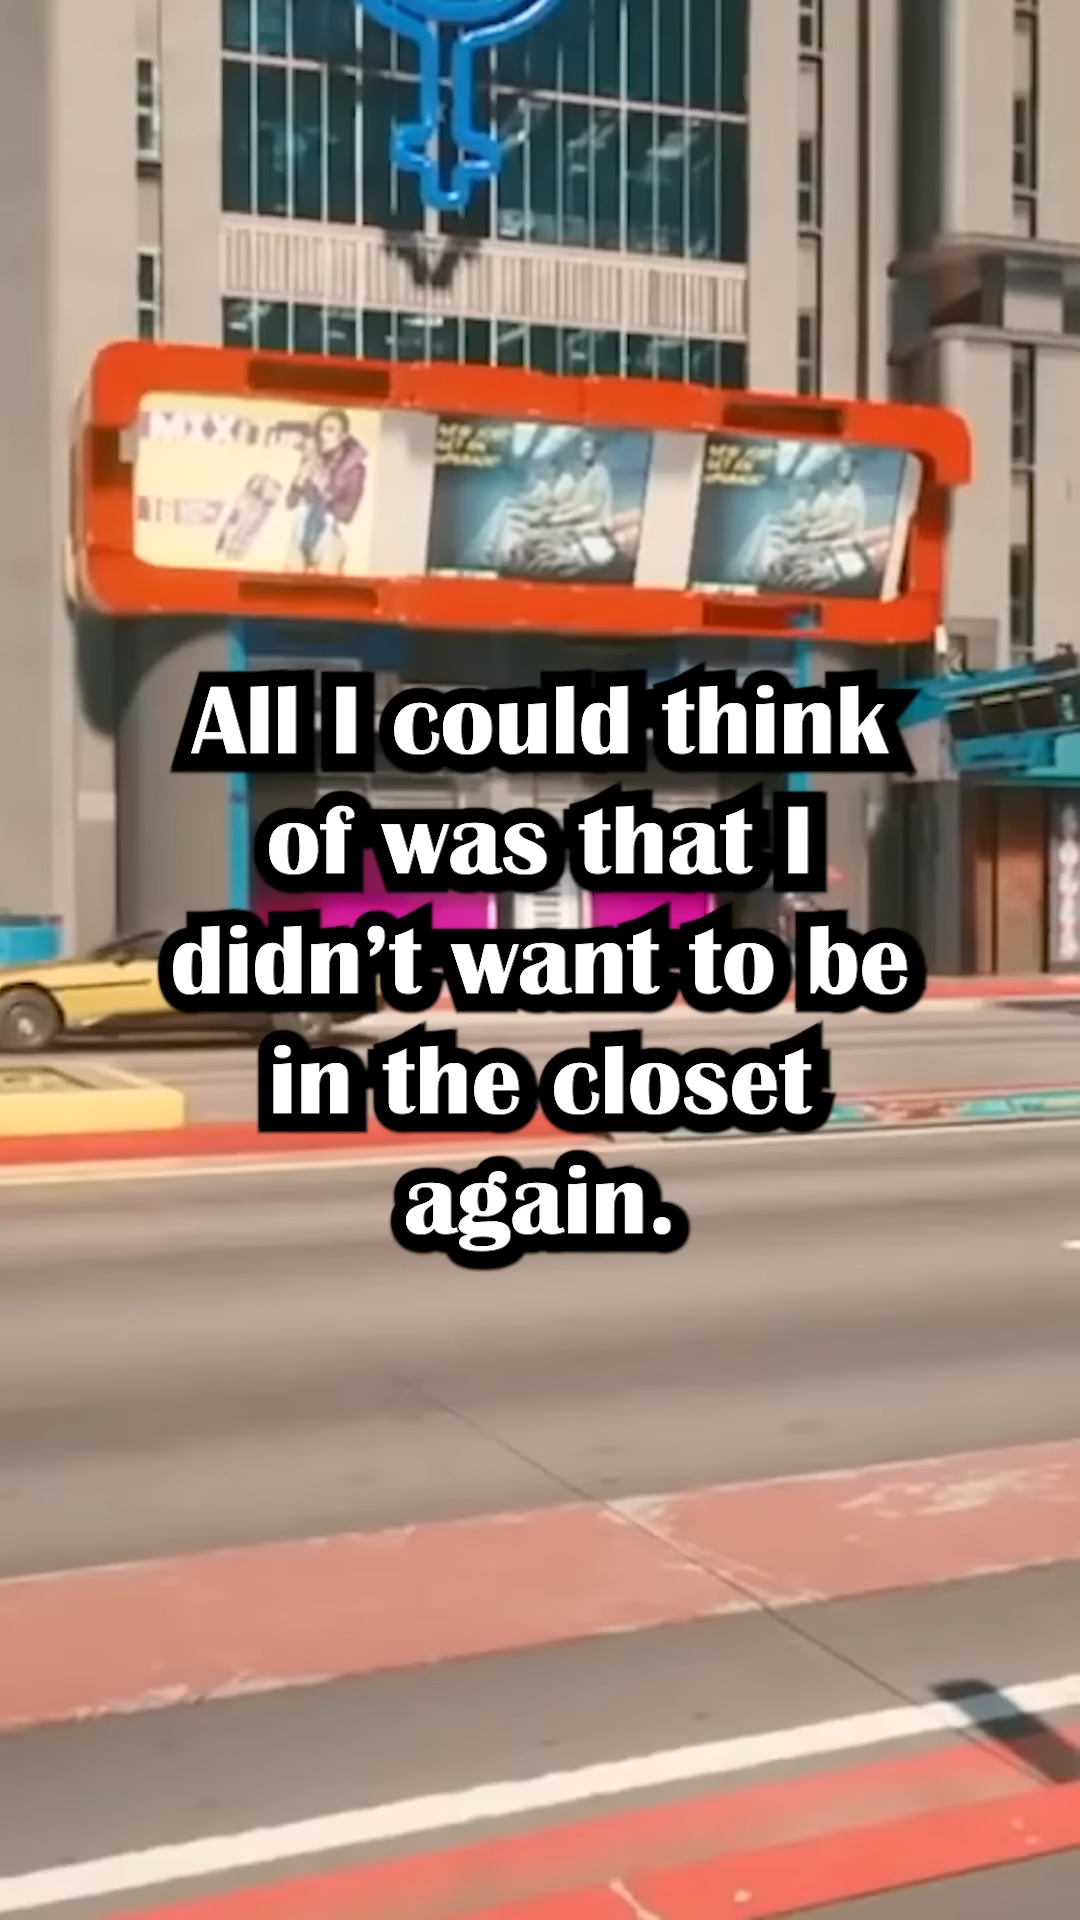 All I could think
of was that I
didn’t want to be
in the closet
again.